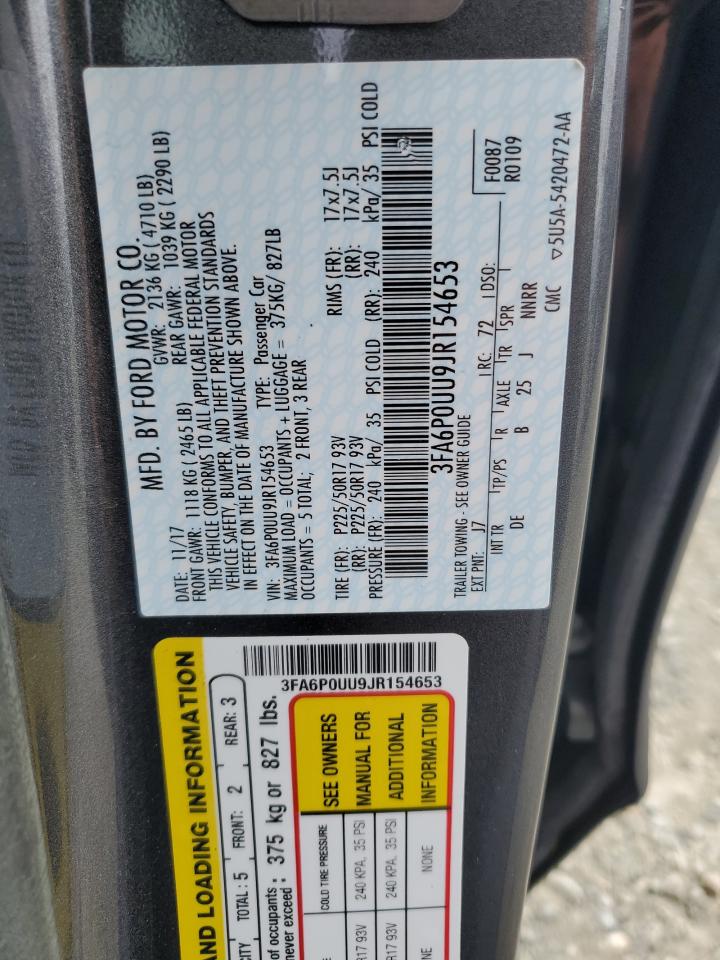 MFD. BY FORD MOTOR CO.
DATE: 11/17 GVWR: 2136 KG ( 4710 LB)
FRONT GAWR: 1118 KG ( 2465 LB) REAR GAWR: 1039 KG ( 2290 LB)
THIS VEHICLE CONFORMS TO ALL APPLICABLE FEDERAL MOTOR
VEHICLE SAFETY, BUMPER, AND THEFT PREVENTION STANDARDS
IN EFFECT ON THE DATE OF MANUFACTURE SHOWN ABOVE.
VIN: 3FA6P0UU9JR154653 TYPE: Passenger Car
MAXIMUM LOAD = OCCUPANTS + LUGGAGE = 375KG/ 827LB
OCCUPANTS = 5 TOTAL; 2 FRONT, 3 REAR
TIRE (FR): P225/50R17 93V RIMS (FR): 17x7.5J
(RR): P225/50R17 93V (RR): 17x7.5J
PRESSURE (FR): 240 kPa/ 35 PSI COLD (RR): 240 kPa/ 35 PSI COLD
3FA6P0UU9JR154653
TRAILER TOWING - SEE OWNER GUIDE
F0087
R0109
EXT PNT: J7 RC: 72 DSO:
INT TR TP/PS R AXLE TR SPR
DE B 25 J NNRR
CMC ▽5U5A-5420472-AA
AND LOADING INFORMATION
CITY TOTAL : 5 FRONT: 2 REAR: 3
of occupants : 375 kg or 827 lbs.
never exceed :
3FA6P0UU9JR154653
COLD TIRE PRESSURE
R17 93V 240 KPA, 35 PSI
R17 93V 240 KPA, 35 PSI
NE NONE
SEE OWNERS
MANUAL FOR
ADDITIONAL
INFORMATION